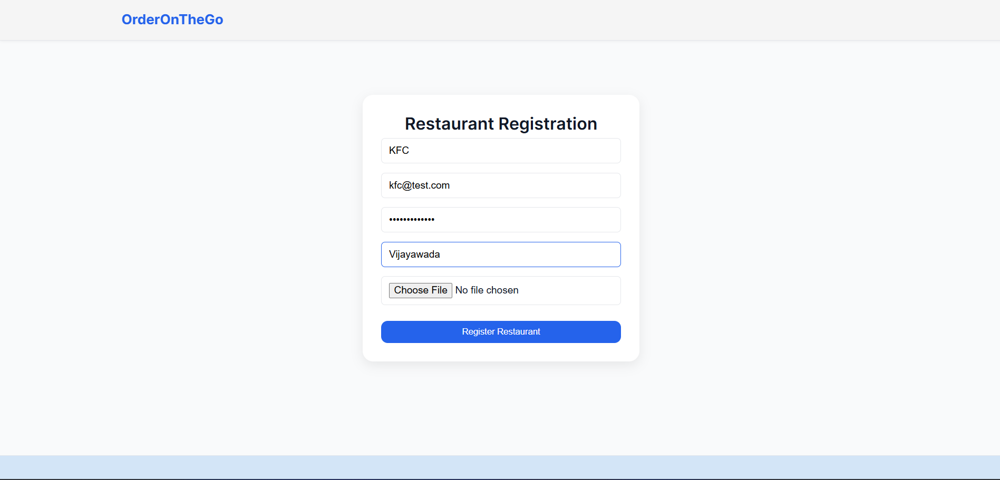 OrderOnTheGo
Restaurant Registration
KFC
kfc@test.com
•••••••••••••
Vijayawada
Choose File No file chosen
Register Restaurant